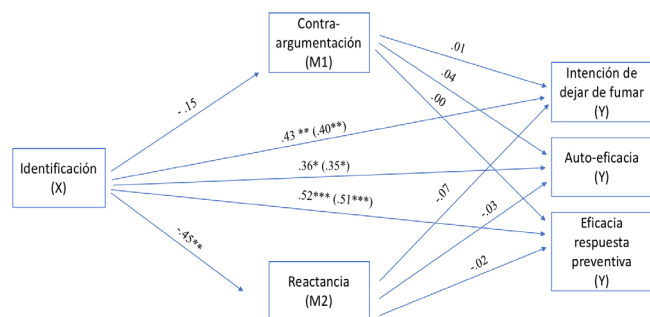 Contra-
argumentación
(M1)
.01
.04
.00
Intención de
dejar de fumar
(Y)
-.15
.43 ** (.40**)
Identificación
(X)
.36* (.35*)
Auto-eficacia
(Y)
.52*** (.51***)
-.07
-.03
-.02
Eficacia
respuesta
preventiva
(Y)
-.45**
Reactancia
(M2)